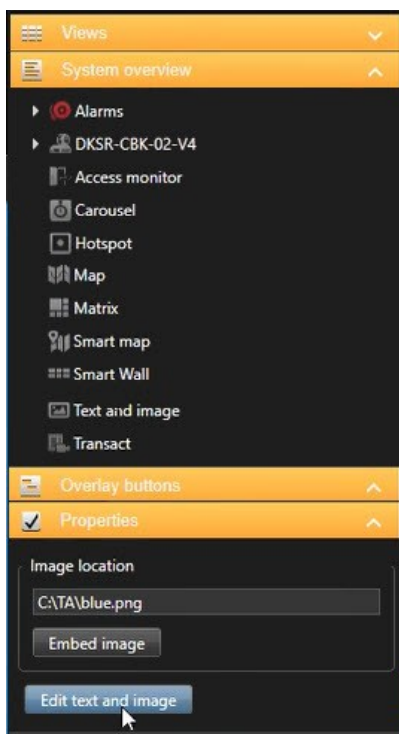 Views
System overview
Alarms
DKSR-CBK-02-V4
Access monitor
Carousel
Hotspot
Map
Matrix
Smart map
Smart Wall
Text and image
Transact
Overlay buttons
Properties
Image location
C:\TA\blue.png
Embed image
Edit text and image